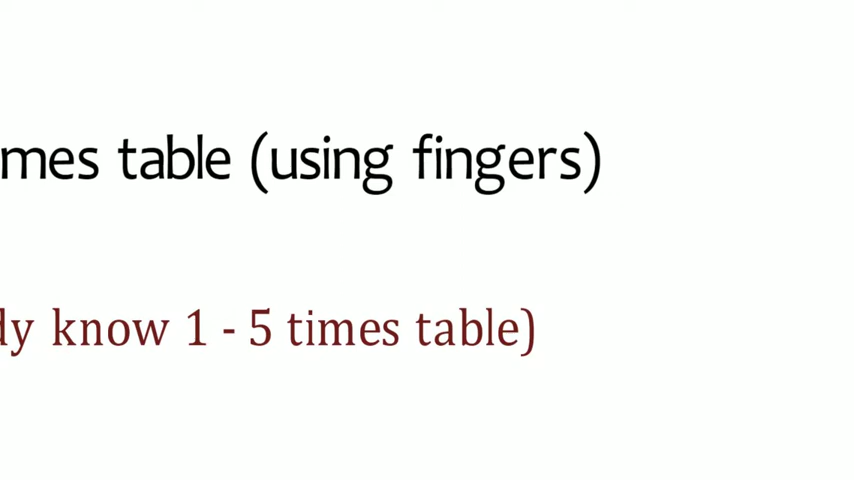 mes table (using fingers)
dy know 1 - 5 times table)